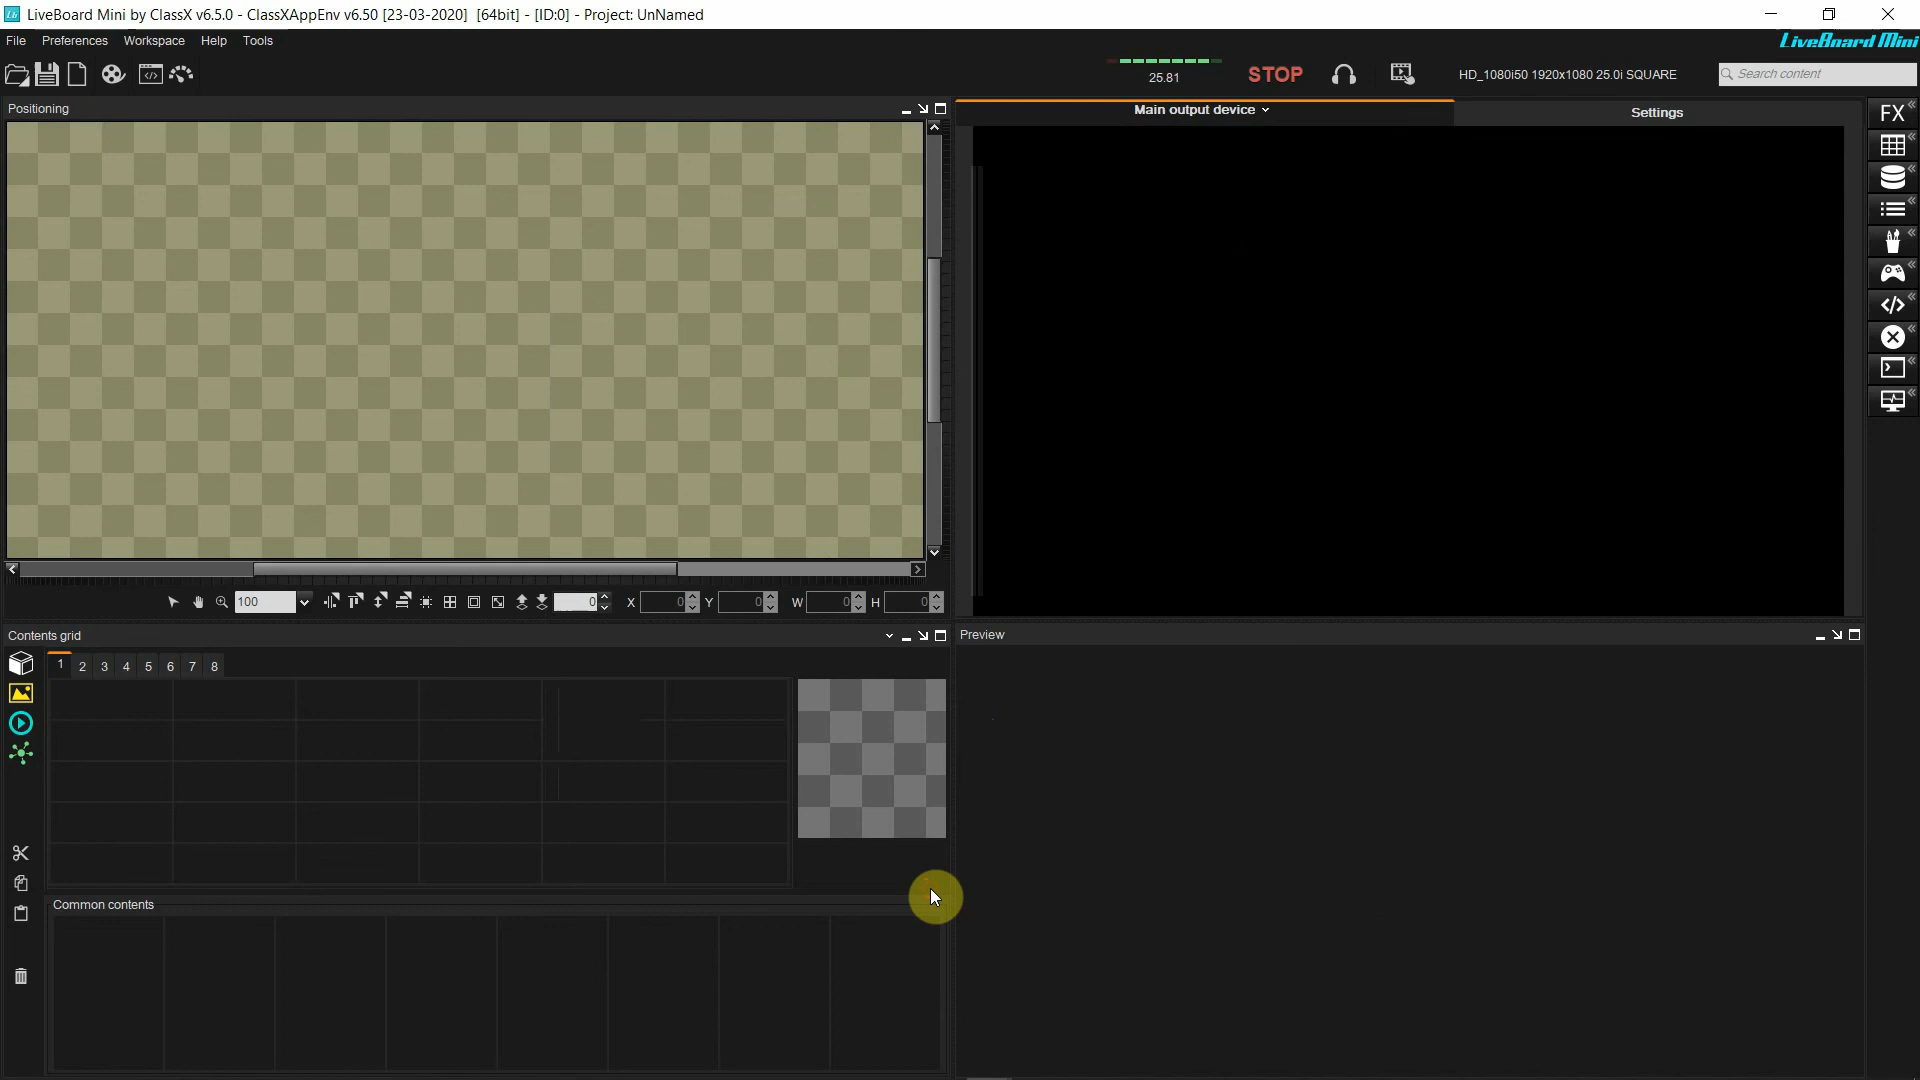 LiveBoard Mini by ClassX v6.5.0 - ClassXAppEnv v6.50 [23-03-2020] [64bit] - [ID:0] - Project: UnNamed
File Preferences Workspace Help Tools
LiveBoard Mini
25.81
STOP
HD_1080i50 1920x1080 25.0i SQUARE
Search content
Positioning
Main output device
Settings
FX
100
0
X 0 Y 0 W 0 H 0
Contents grid
Preview
1 2 3 4 5 6 7 8
Common contents